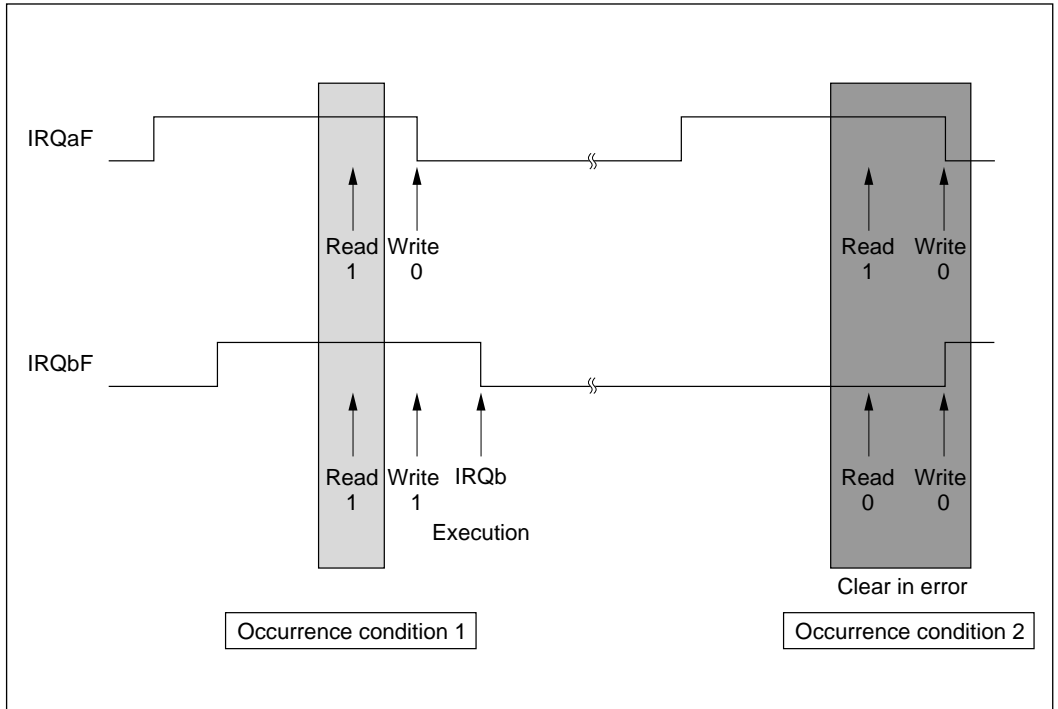 IRQaF
Read Write
1 0
Read Write
1 0
IRQbF
Read Write IRQb
1 1
Execution
Read Write
0 0
Clear in error
Occurrence condition 1
Occurrence condition 2